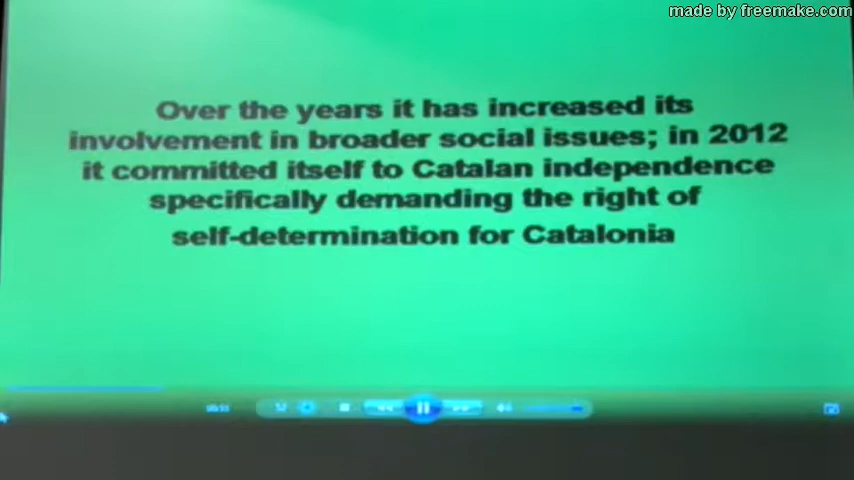 made by freemake.com
Over the years it has increased its
involvement in broader social issues; in 2012
it committed itself to Catalan independence
specifically demanding the right of
self-determination for Catalonia